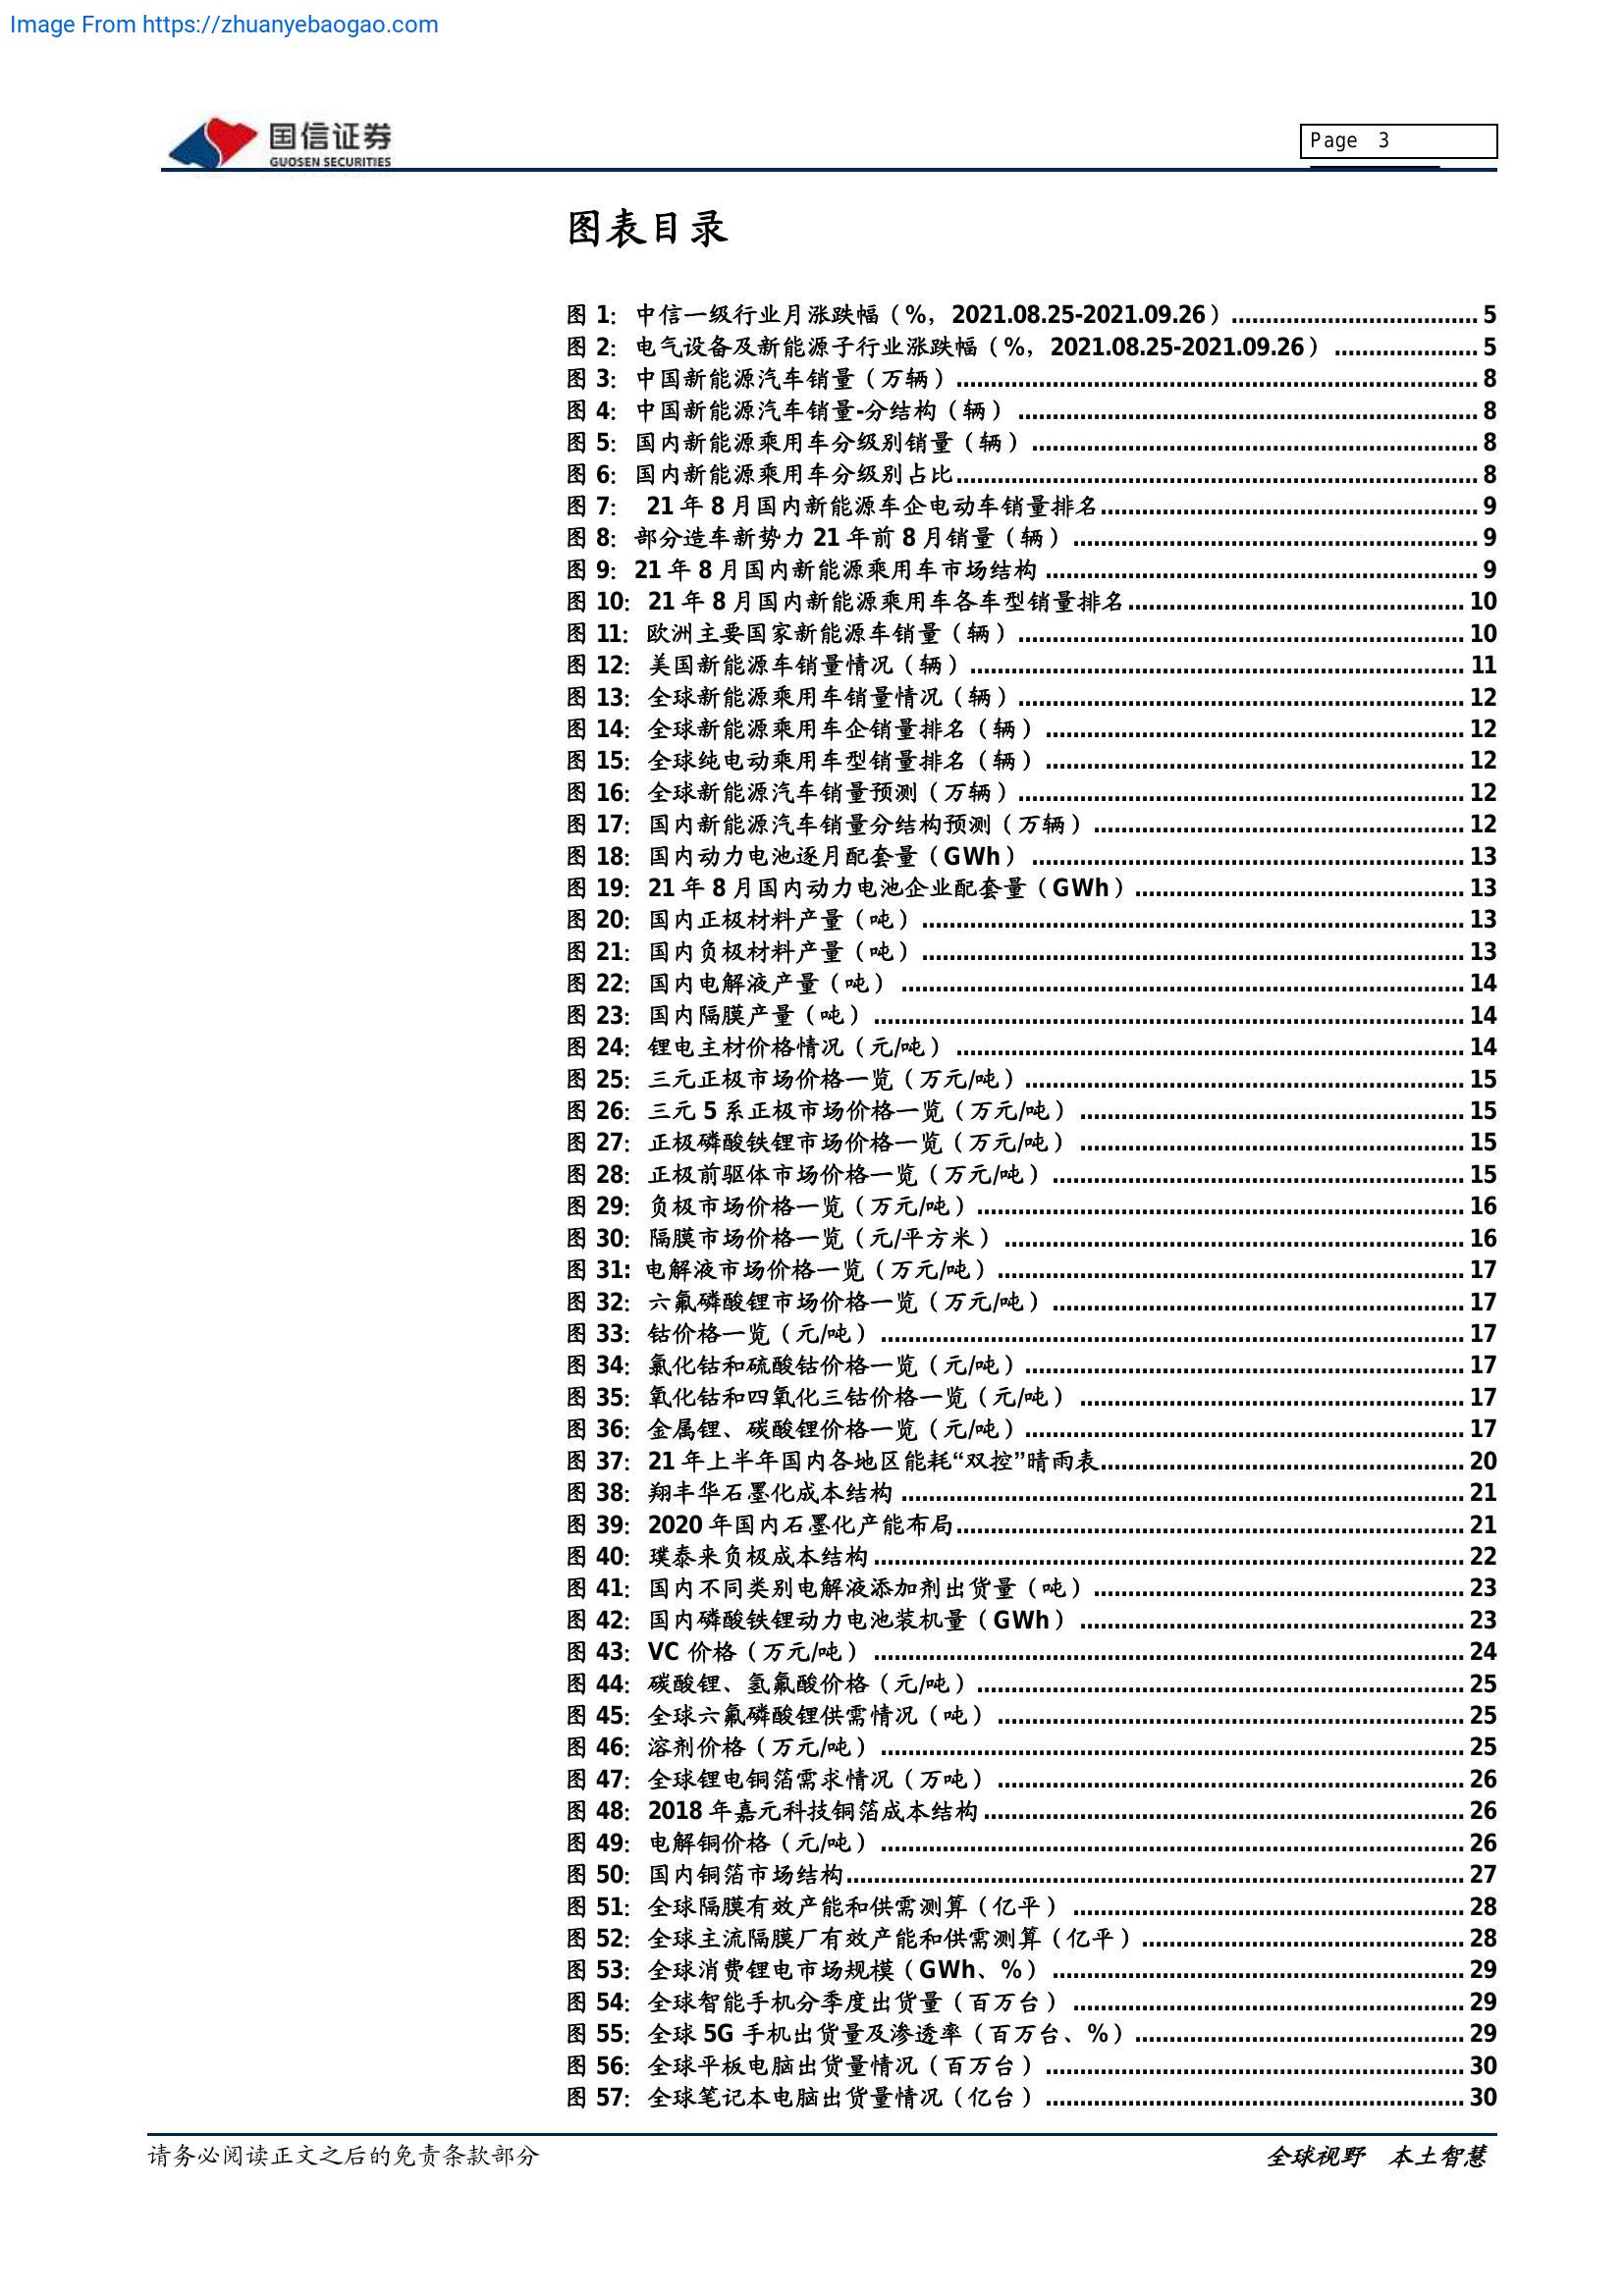 Image From https://zhuanyebaogao.com
国信证券
GUOSEN SECURITIES
Page 3
图表目录
图 1：中信一级行业月涨跌幅（%，2021.08.25-2021.09.26）.................................... 5
图 2：电气设备及新能源子行业涨跌幅（%，2021.08.25-2021.09.26）..................... 5
图 3：中国新能源汽车销量（万辆）............................................................................ 8
图 4：中国新能源汽车销量-分结构（辆）................................................................... 8
图 5：国内新能源乘用车分级别销量（辆）................................................................. 8
图 6：国内新能源乘用车分级别占比............................................................................ 8
图 7： 21 年 8 月国内新能源车企电动车销量排名....................................................... 9
图 8：部分造车新势力 21 年前 8 月销量（辆）........................................................... 9
图 9：21 年 8 月国内新能源乘用车市场结构............................................................... 9
图 10：21 年 8 月国内新能源乘用车各车型销量排名................................................. 10
图 11：欧洲主要国家新能源车销量（辆）................................................................. 10
图 12：美国新能源车销量情况（辆）........................................................................ 11
图 13：全球新能源乘用车销量情况（辆）................................................................. 12
图 14：全球新能源乘用车企销量排名（辆）............................................................. 12
图 15：全球纯电动乘用车型销量排名（辆）............................................................. 12
图 16：全球新能源汽车销量预测（万辆）................................................................. 12
图 17：国内新能源汽车销量分结构预测（万辆）...................................................... 12
图 18：国内动力电池逐月配套量（GWh）............................................................... 13
图 19：21 年 8 月国内动力电池企业配套量（GWh）................................................ 13
图 20：国内正极材料产量（吨）............................................................................... 13
图 21：国内负极材料产量（吨）............................................................................... 13
图 22：国内电解液产量（吨）.................................................................................. 14
图 23：国内隔膜产量（吨）...................................................................................... 14
图 24：锂电主材价格情况（元/吨）.......................................................................... 14
图 25：三元正极市场价格一览（万元/吨）................................................................ 15
图 26：三元 5 系正极市场价格一览（万元/吨）........................................................ 15
图 27：正极磷酸铁锂市场价格一览（万元/吨）........................................................ 15
图 28：正极前驱体市场价格一览（万元/吨）............................................................ 15
图 29：负极市场价格一览（万元/吨）....................................................................... 16
图 30：隔膜市场价格一览（元/平方米）................................................................... 16
图 31：电解液市场价格一览（万元/吨）.................................................................... 17
图 32：六氟磷酸锂市场价格一览（万元/吨）............................................................ 17
图 33：钴价格一览（元/吨）..................................................................................... 17
图 34：氯化钴和硫酸钴价格一览（元/吨）................................................................ 17
图 35：氧化钴和四氧化三钴价格一览（元/吨）........................................................ 17
图 36：金属锂、碳酸锂价格一览（元/吨）................................................................ 17
图 37：21 年上半年国内各地区能耗“双控”晴雨表..................................................... 20
图 38：翔丰华石墨化成本结构.................................................................................. 21
图 39：2020 年国内石墨化产能布局.......................................................................... 21
图 40：璞泰来负极成本结构...................................................................................... 22
图 41：国内不同类别电解液添加剂出货量（吨）...................................................... 23
图 42：国内磷酸铁锂动力电池装机量（GWh）........................................................ 23
图 43：VC 价格（万元/吨）...................................................................................... 24
图 44：碳酸锂、氢氟酸价格（元/吨）....................................................................... 25
图 45：全球六氟磷酸锂供需情况（吨）.................................................................... 25
图 46：溶剂价格（万元/吨）..................................................................................... 25
图 47：全球锂电铜箔需求情况（万吨）.................................................................... 26
图 48：2018 年嘉元科技铜箔成本结构...................................................................... 26
图 49：电解铜价格（元/吨）..................................................................................... 26
图 50：国内铜箔市场结构.......................................................................................... 27
图 51：全球隔膜有效产能和供需测算（亿平）......................................................... 28
图 52：全球主流隔膜厂有效产能和供需测算（亿平）............................................... 28
图 53：全球消费锂电市场规模（GWh、%）............................................................ 29
图 54：全球智能手机分季度出货量（百万台）......................................................... 29
图 55：全球 5G 手机出货量及渗透率（百万台、%）................................................ 29
图 56：全球平板电脑出货量情况（百万台）............................................................. 30
图 57：全球笔记本电脑出货量情况（亿台）............................................................. 30
请务必阅读正文之后的免责条款部分
全球视野 本土智慧